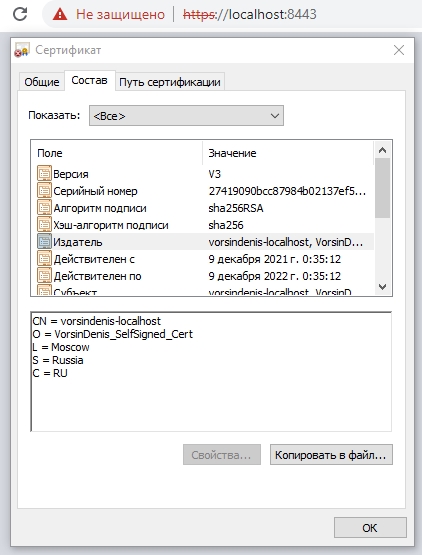 Не защищено https://localhost:8443
Сертификат
Общие Состав Путь сертификации
Показать: <Все>
Поле Значение
Версия V3
Серийный номер 27419090bcc87984b02137ef5...
Алгоритм подписи sha256RSA
Хэш-алгоритм подписи sha256
Издатель vorsindenis-localhost, VorsinD...
Действителен с 9 декабря 2021 г. 0:35:12
Действителен по 9 декабря 2022 г. 0:35:12
Субъект vorsindenis-localhost, VorsinD...
CN = vorsindenis-localhost
O = VorsinDenis_SelfSigned_Cert
L = Moscow
S = Russia
C = RU
Свойства... Копировать в файл...
ОК